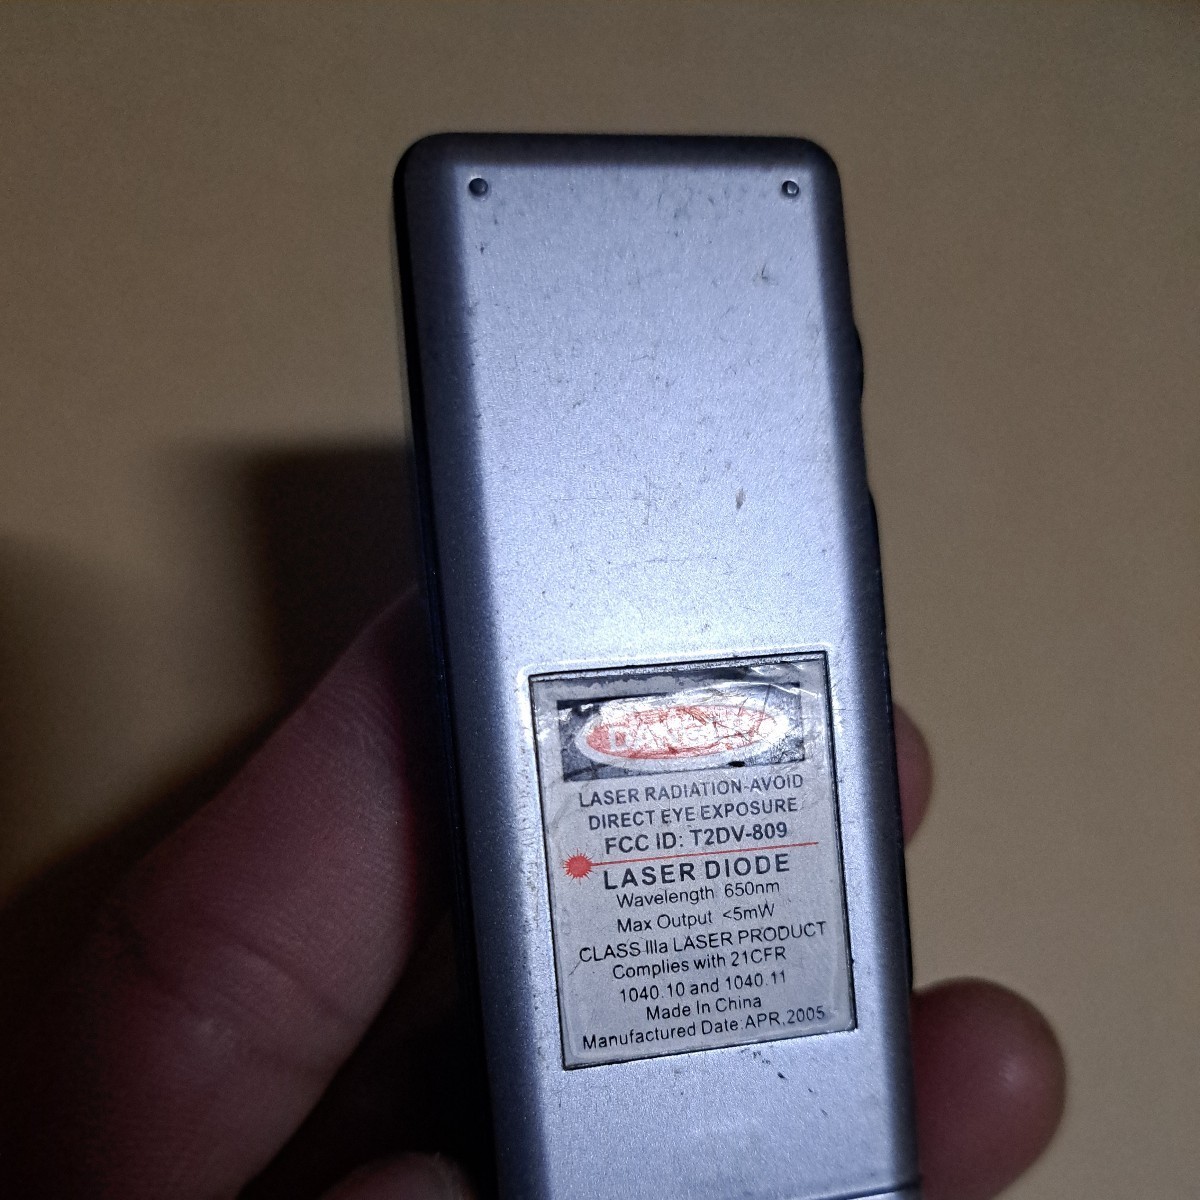 DANGER
LASER RADIATION-AVOID
DIRECT EYE EXPOSURE
FCC ID: T2DV-809
LASER DIODE
Wavelength 650nm
Max Output <5mW
CLASS IIIa LASER PRODUCT
Complies with 21CFR
1040.10 and 1040.11
Made In China
Manufactured Date:APR,2005